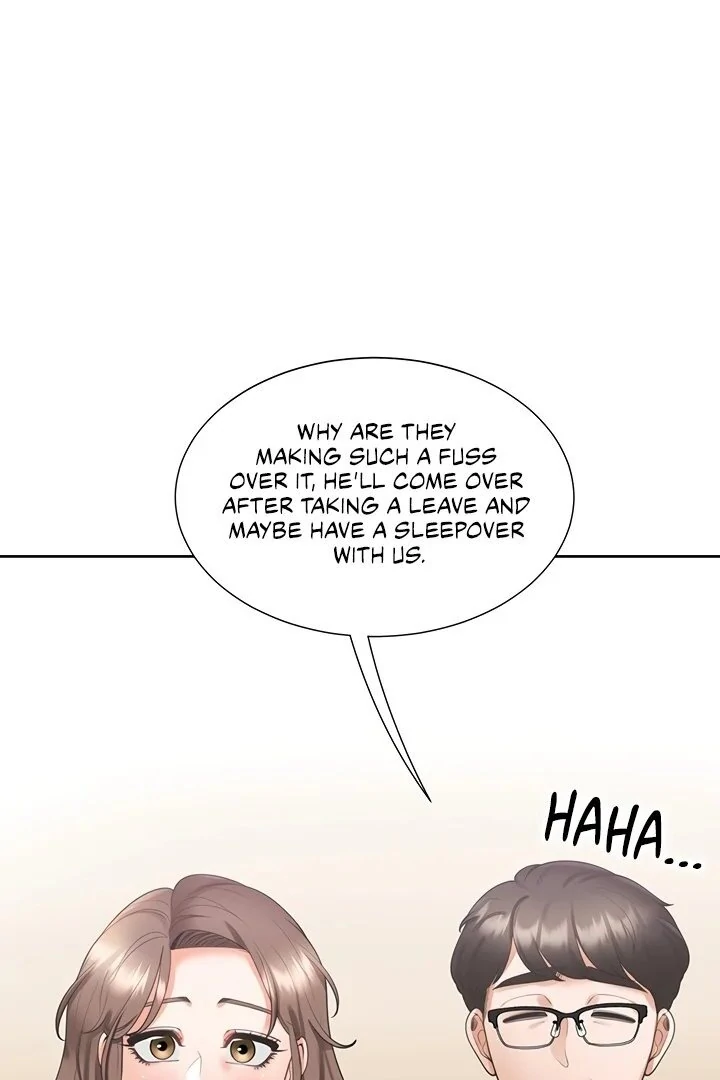 WHY ARE THEY
MAKING SUCH A FUSS
OVER IT, HE'LL COME OVER
AFTER TAKING A LEAVE AND
MAYBE HAVE A SLEEPOVER
WITH US.
HAHA...